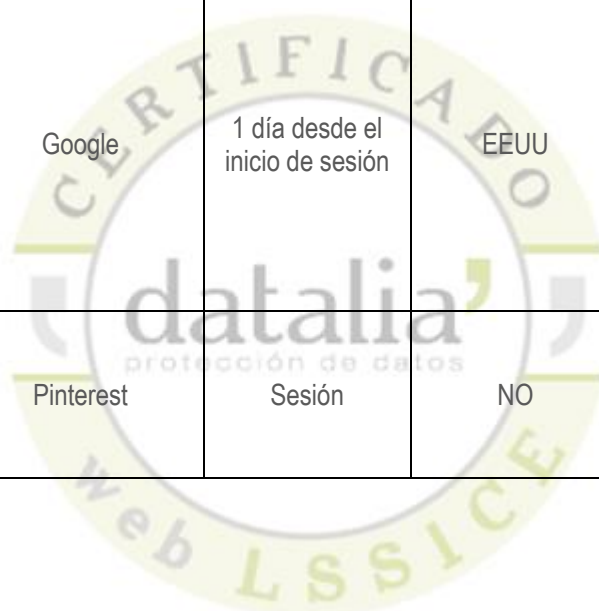 CERTIFICADO
Google
1 día desde el
inicio de sesión
EEUU
datalia
protección de datos
Pinterest
Sesión
NO
web LSSICE